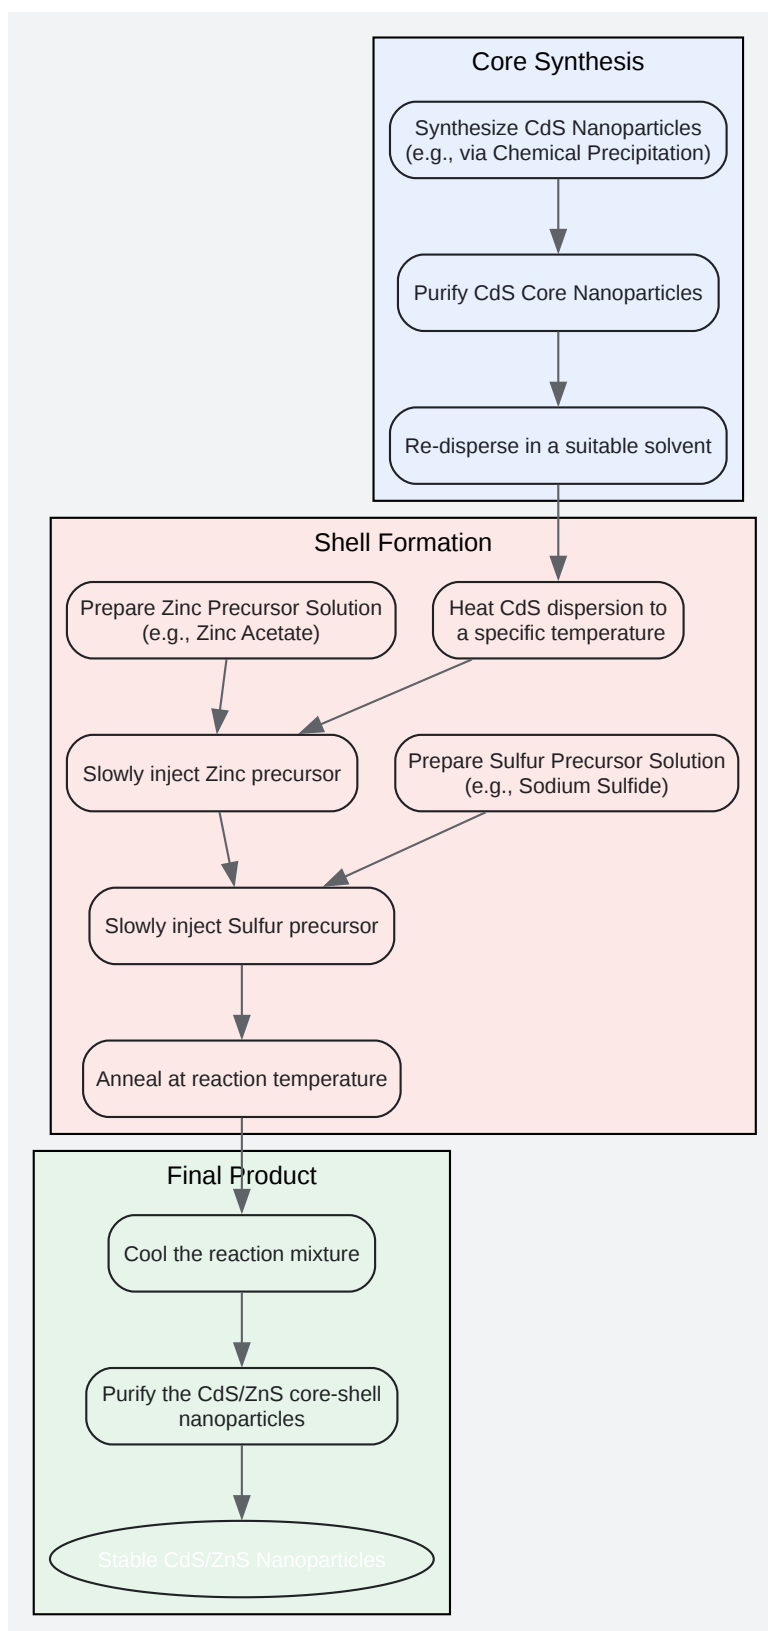 Core Synthesis
Synthesize CdS Nanoparticles
(e.g., via Chemical Precipitation)
Purify CdS Core Nanoparticles
Re-disperse in a suitable solvent
Shell Formation
Prepare Zinc Precursor Solution
(e.g., Zinc Acetate)
Heat CdS dispersion to
a specific temperature
Slowly inject Zinc precursor
Prepare Sulfur Precursor Solution
(e.g., Sodium Sulfide)
Slowly inject Sulfur precursor
Anneal at reaction temperature
Final Product
Cool the reaction mixture
Purify the CdS/ZnS core-shell
nanoparticles
Stable CdS/ZnS Nanoparticles